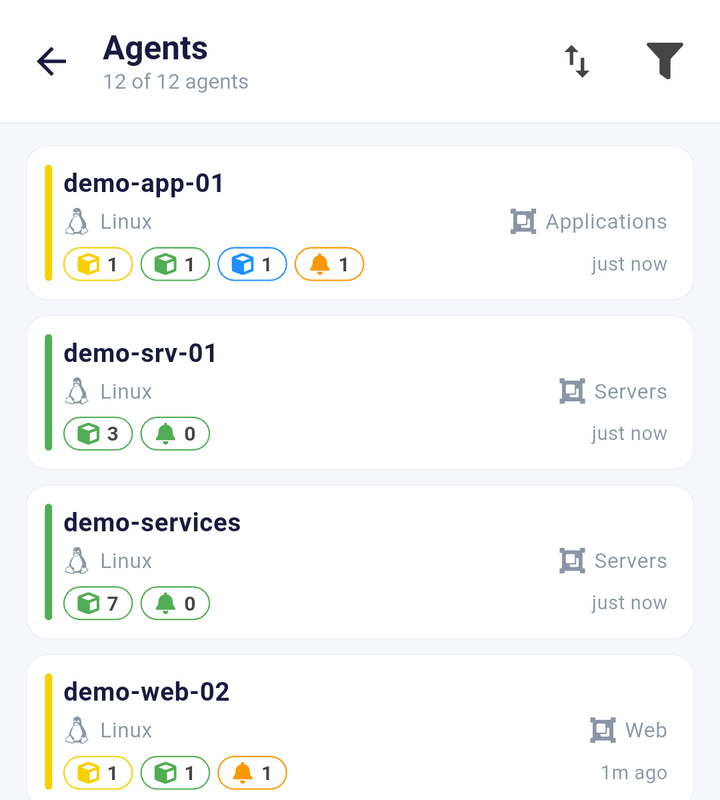 Agents
12 of 12 agents
demo-app-01
Linux Applications
1 1 1 1 just now
demo-srv-01
Linux Servers
3 0 just now
demo-services
Linux Servers
7 0 just now
demo-web-02
Linux Web
1 1 1 1m ago